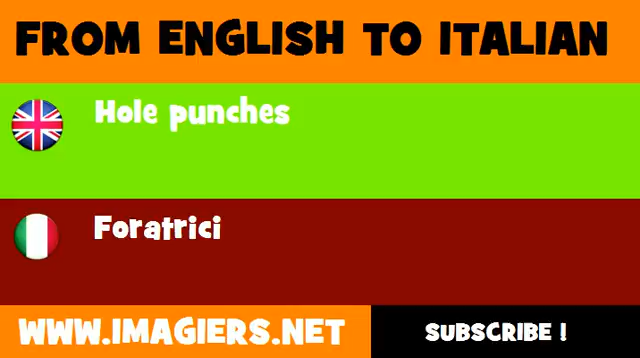 FROM ENGLISH TO ITALIAN
Hole punches
Foratrici
WWW.IMAGIERS.NET
SUBSCRIBE !